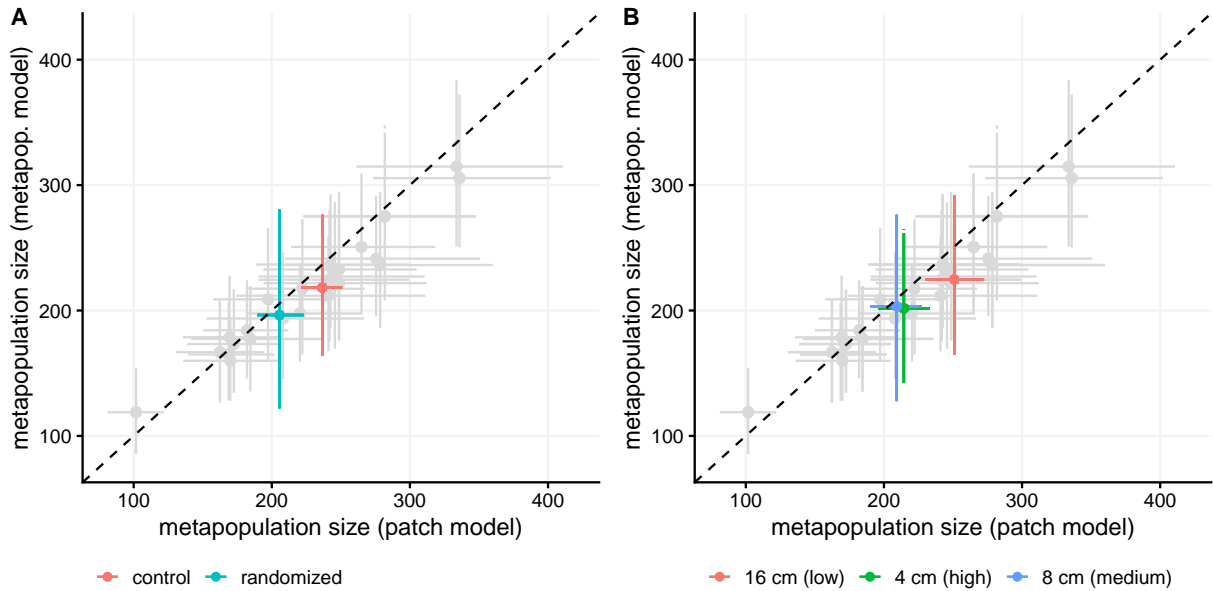 A
metapopulation size (metapop. model)
400
300
200
100
100 200 300 400
metapopulation size (patch model)
control randomized
B
metapopulation size (metapop. model)
400
300
200
100
100 200 300 400
metapopulation size (patch model)
16 cm (low) 4 cm (high) 8 cm (medium)